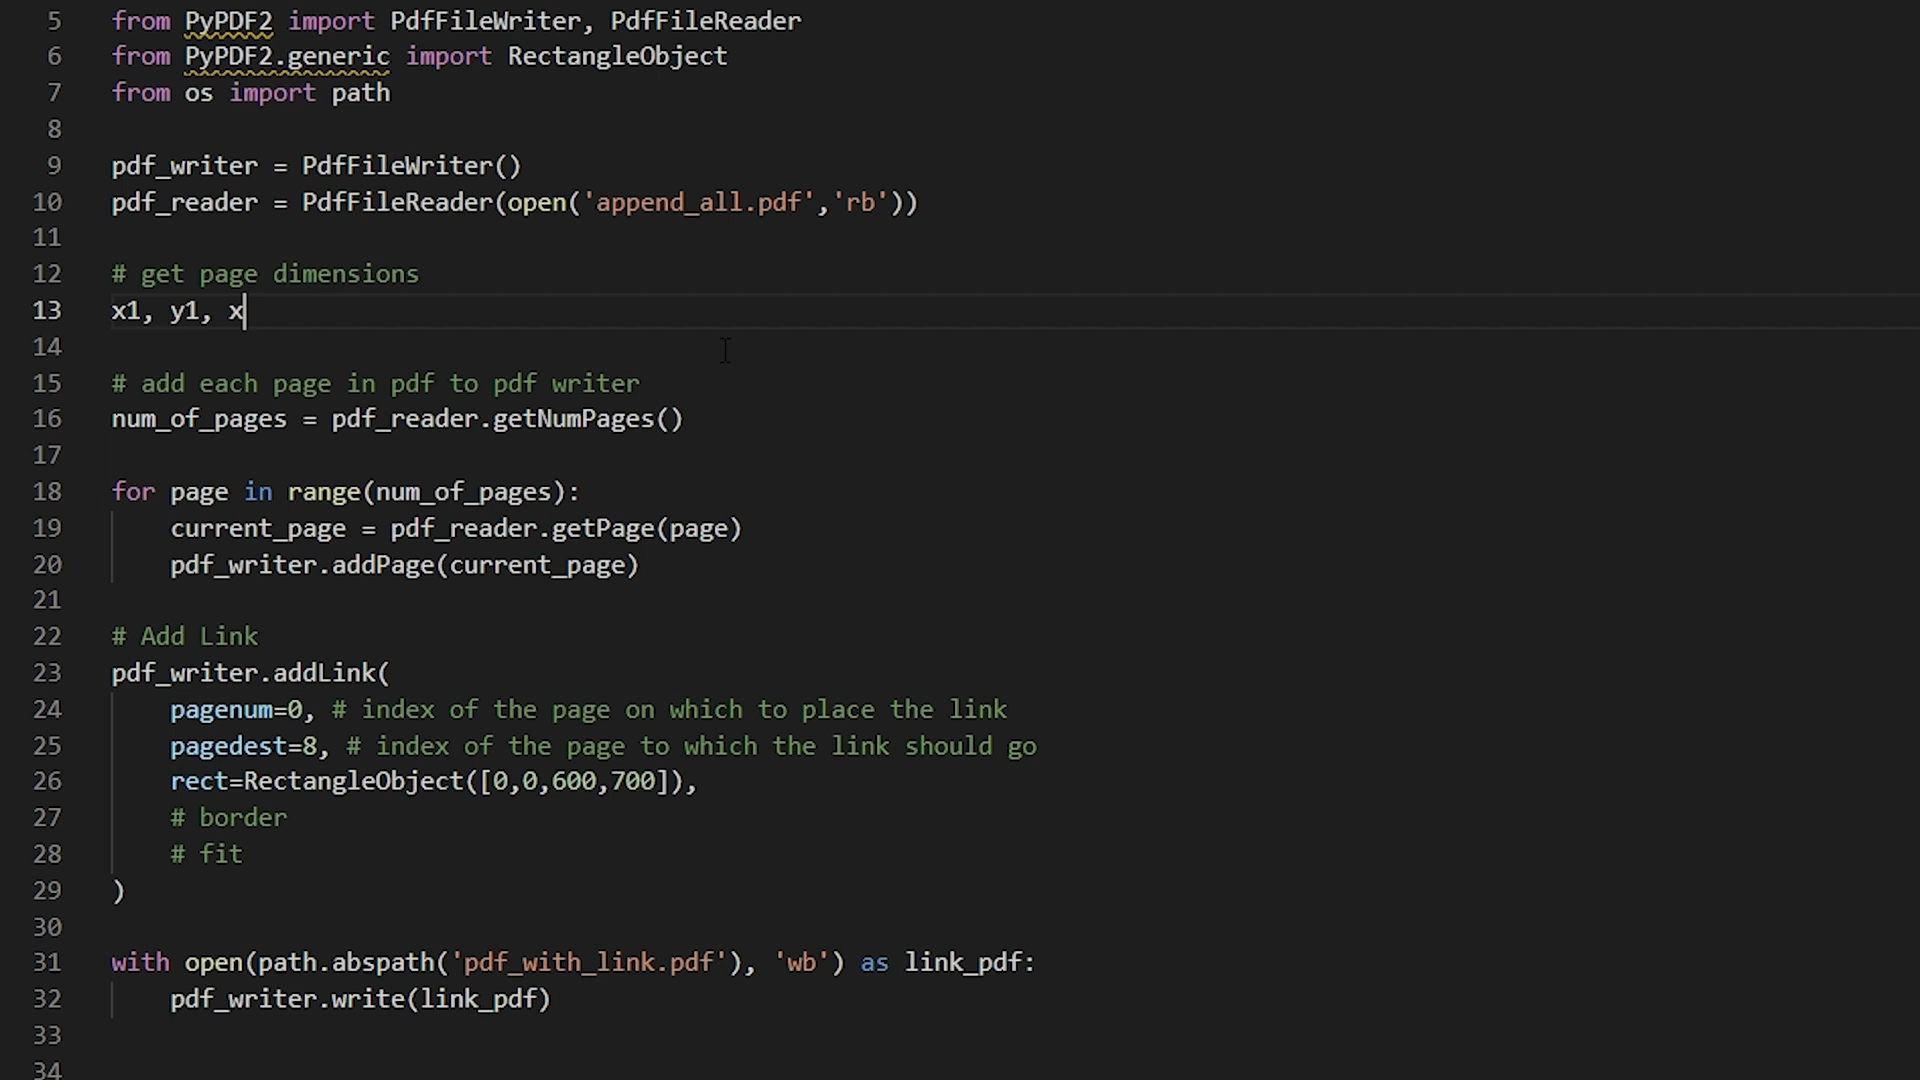 5 from PyPDF2 import PdfFileWriter, PdfFileReader
6 from PyPDF2.generic import RectangleObject
7 from os import path
8
9 pdf_writer = PdfFileWriter()
10 pdf_reader = PdfFileReader(open('append_all.pdf','rb'))
11
12 # get page dimensions
13 x1, y1, x
14
15 # add each page in pdf to pdf writer
16 num_of_pages = pdf_reader.getNumPages()
17
18 for page in range(num_of_pages):
19     current_page = pdf_reader.getPage(page)
20     pdf_writer.addPage(current_page)
21
22 # Add Link
23 pdf_writer.addLink(
24     pagenum=0, # index of the page on which to place the link
25     pagedest=8, # index of the page to which the link should go
26     rect=RectangleObject([0,0,600,700]),
27     # border
28     # fit
29 )
30
31 with open(path.abspath('pdf_with_link.pdf'), 'wb') as link_pdf:
32     pdf_writer.write(link_pdf)
33
34